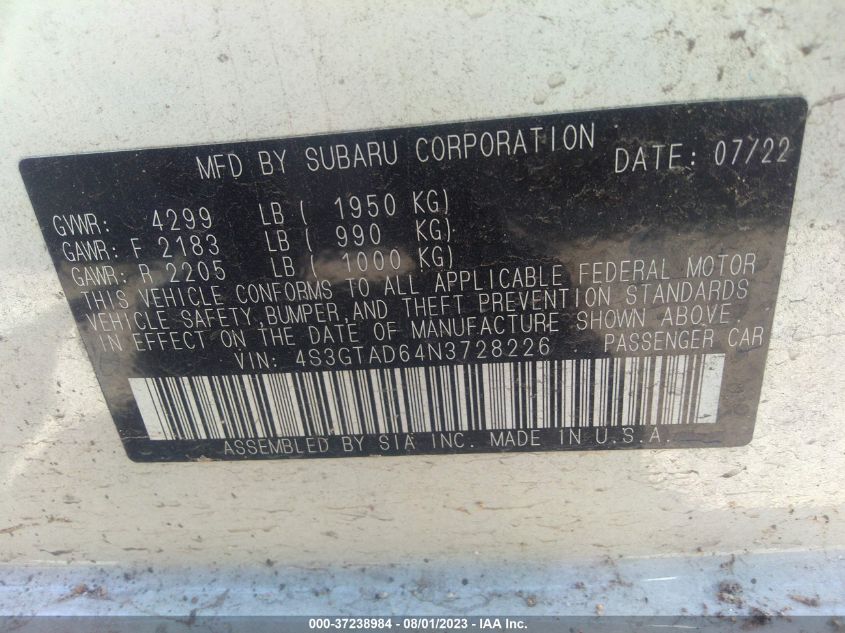 MFD BY SUBARU CORPORATION DATE: 07/22
GVWR: 4299 LB ( 1950 KG)
GAWR: F 2183 LB ( 990 KG)
GAWR: R 2205 LB ( 1000 KG)
THIS VEHICLE CONFORMS TO ALL APPLICABLE FEDERAL MOTOR
VEHICLE SAFETY, BUMPER, AND THEFT PREVENTION STANDARDS
IN EFFECT ON THE DATE OF MANUFACTURE SHOWN ABOVE.
VIN: 4S3GTAD64N3728226 PASSENGER CAR
ASSEMBLED BY SIA INC. MADE IN U.S.A.
000-37238984 - 08/01/2023 - IAA Inc.